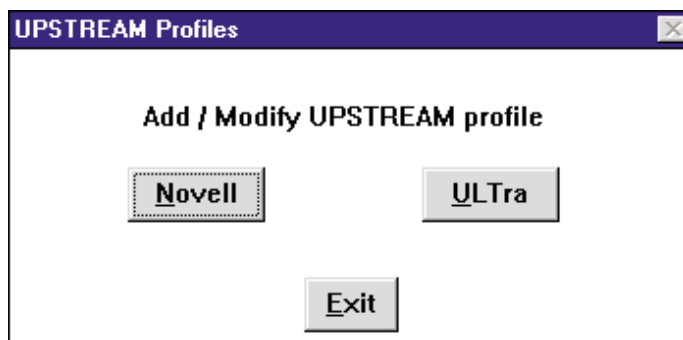 UPSTREAM Profiles
Add / Modify UPSTREAM profile
Novell ULTra
Exit